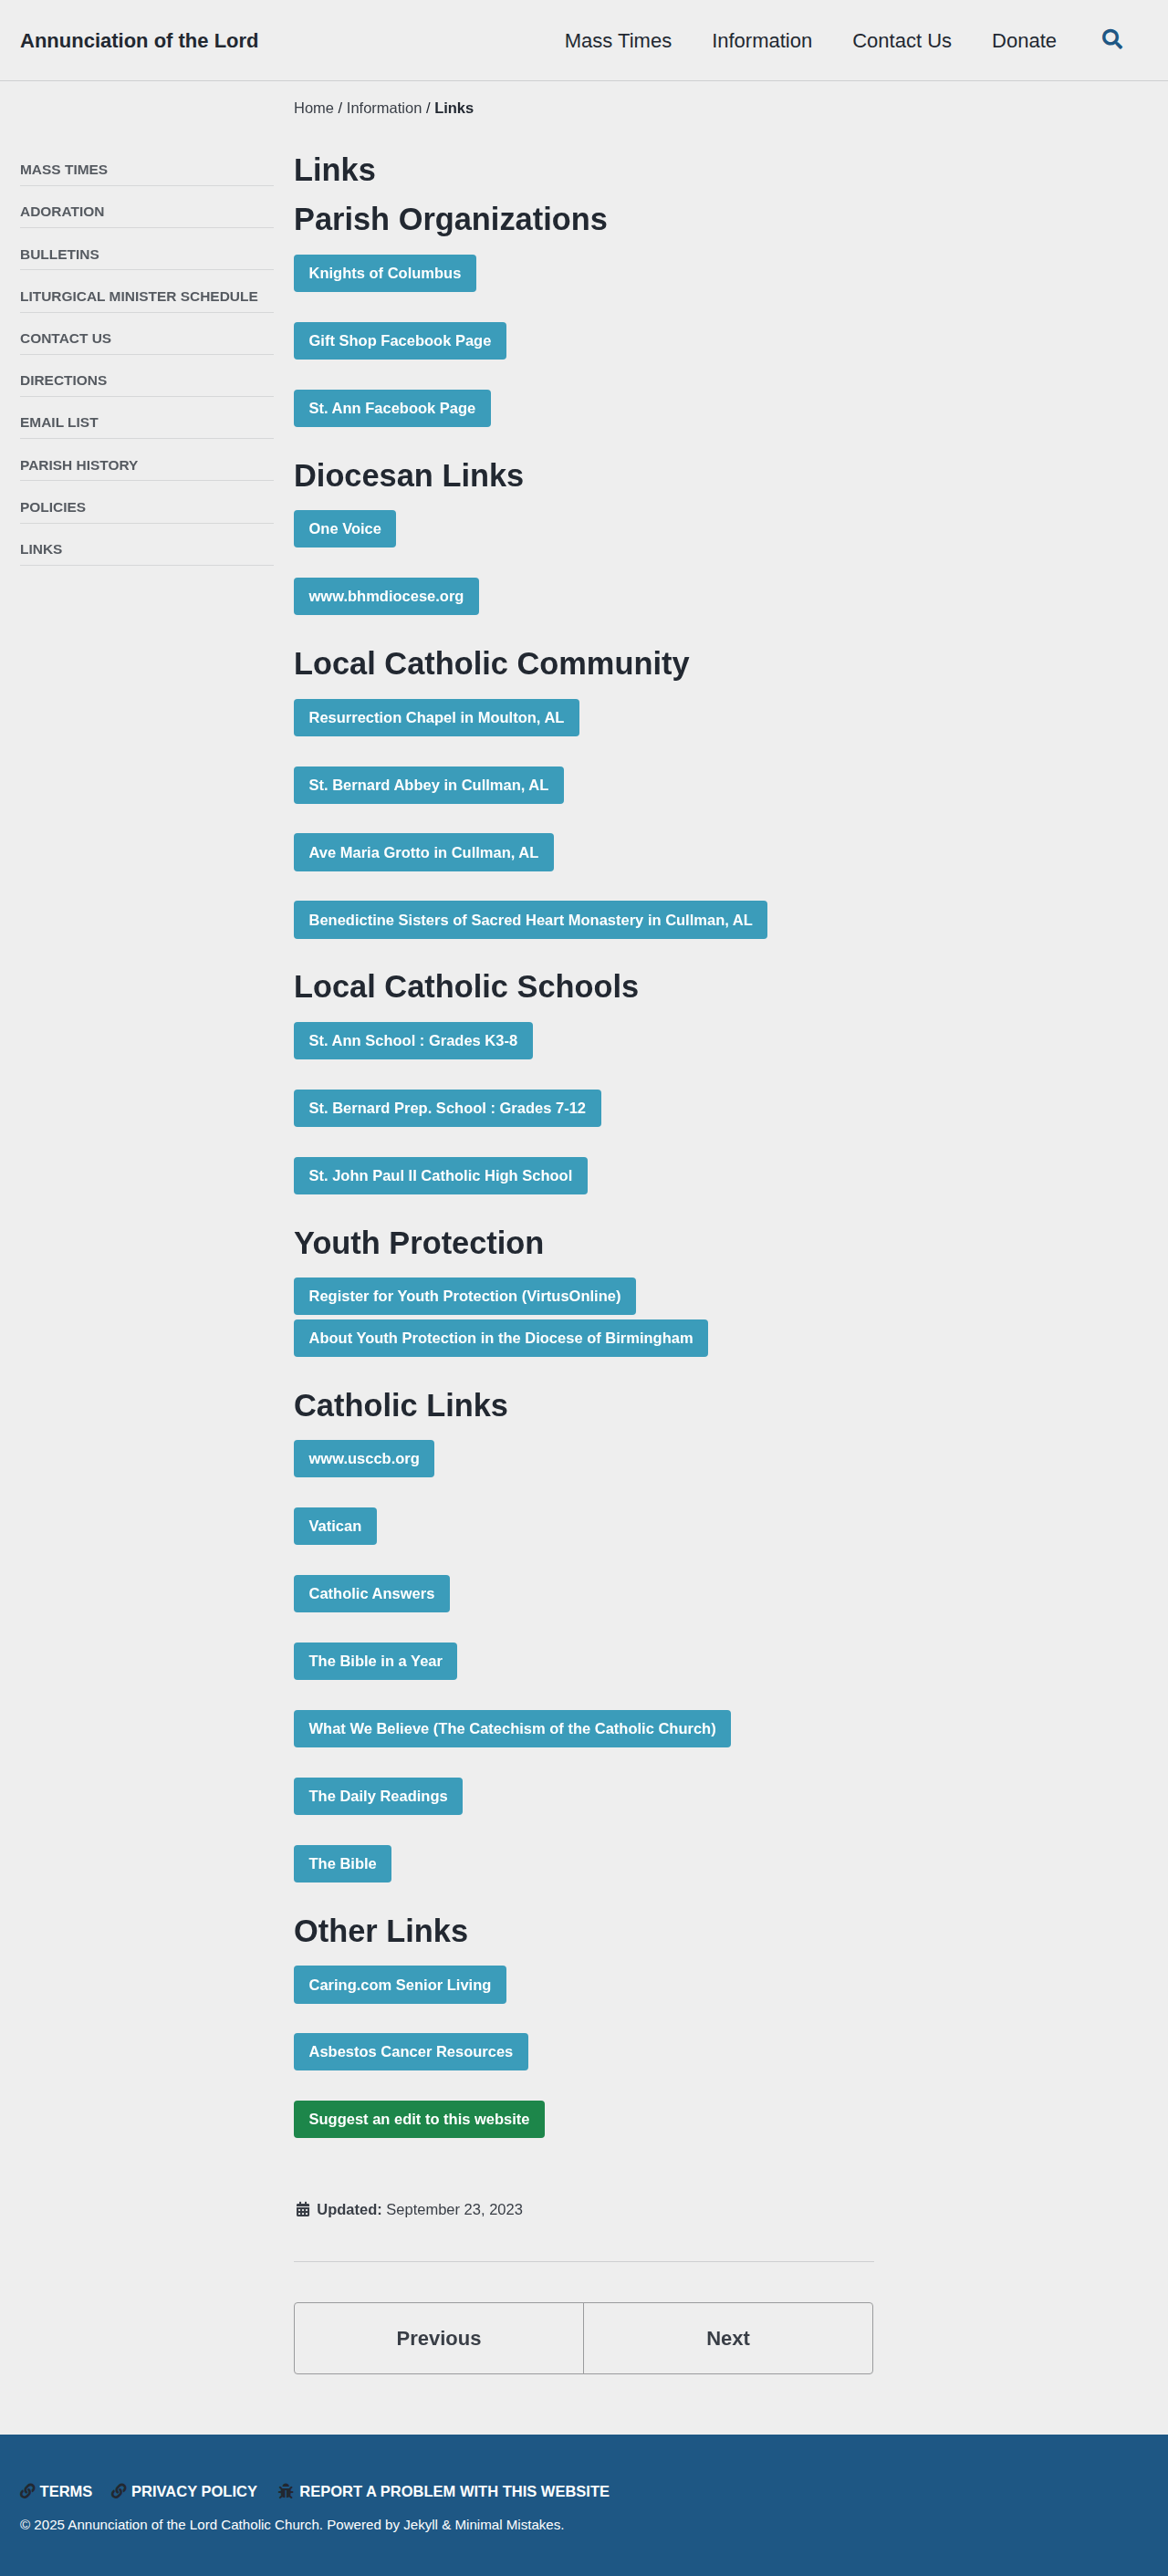 Annunciation of the Lord
Mass Times Information Contact Us Donate
Home / Information / Links
MASS TIMES
ADORATION
BULLETINS
LITURGICAL MINISTER SCHEDULE
CONTACT US
DIRECTIONS
EMAIL LIST
PARISH HISTORY
POLICIES
LINKS
Links
Parish Organizations
Knights of Columbus
Gift Shop Facebook Page
St. Ann Facebook Page
Diocesan Links
One Voice
www.bhmdiocese.org
Local Catholic Community
Resurrection Chapel in Moulton, AL
St. Bernard Abbey in Cullman, AL
Ave Maria Grotto in Cullman, AL
Benedictine Sisters of Sacred Heart Monastery in Cullman, AL
Local Catholic Schools
St. Ann School : Grades K3-8
St. Bernard Prep. School : Grades 7-12
St. John Paul II Catholic High School
Youth Protection
Register for Youth Protection (VirtusOnline)
About Youth Protection in the Diocese of Birmingham
Catholic Links
www.usccb.org
Vatican
Catholic Answers
The Bible in a Year
What We Believe (The Catechism of the Catholic Church)
The Daily Readings
The Bible
Other Links
Caring.com Senior Living
Asbestos Cancer Resources
Suggest an edit to this website
Updated: September 23, 2023
Previous Next
TERMS PRIVACY POLICY REPORT A PROBLEM WITH THIS WEBSITE
© 2025 Annunciation of the Lord Catholic Church. Powered by Jekyll & Minimal Mistakes.